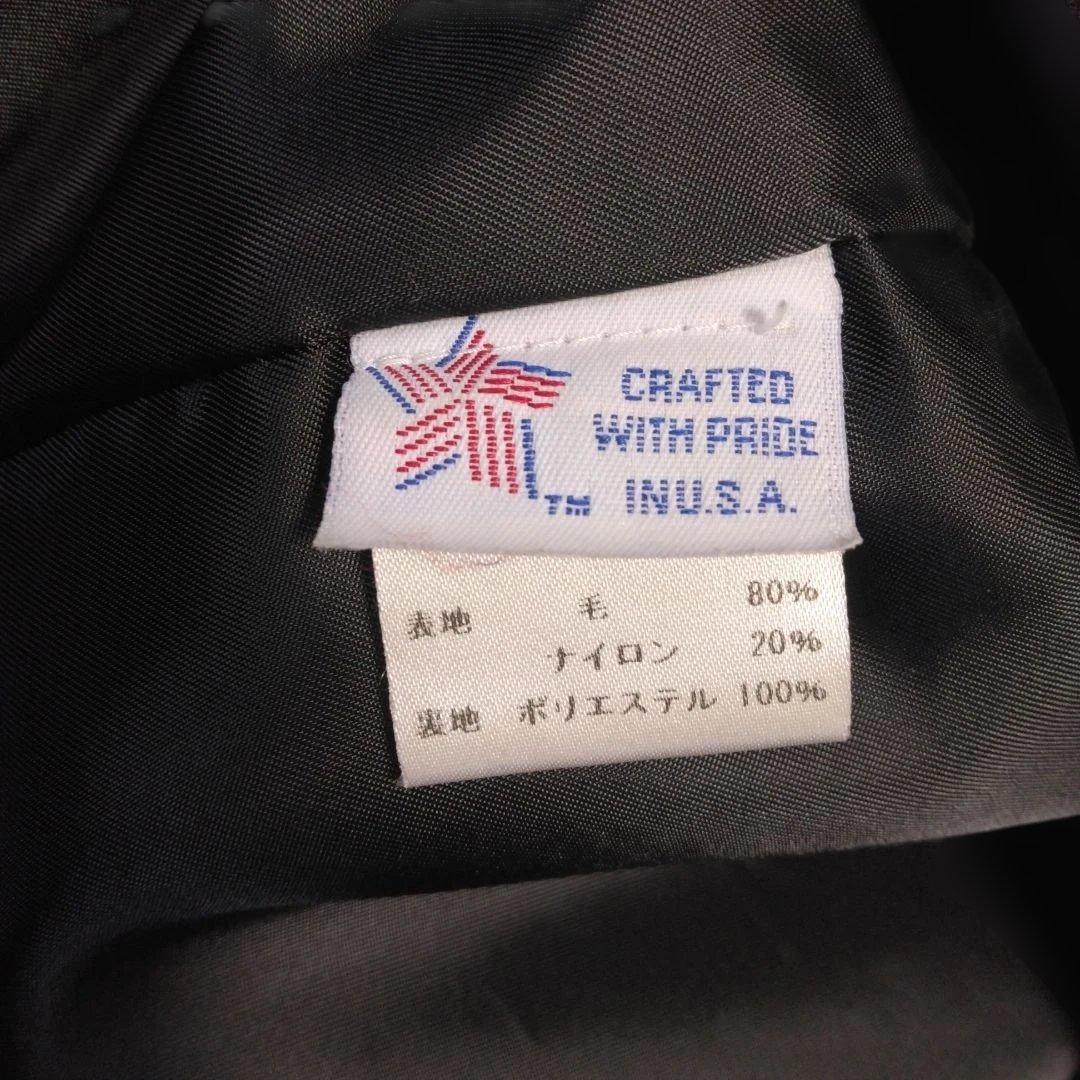 CRAFTED
WITH PRIDE
IN U.S.A.
TM
表地 毛 80%
ナイロン 20%
裏地 ポリエステル 100%